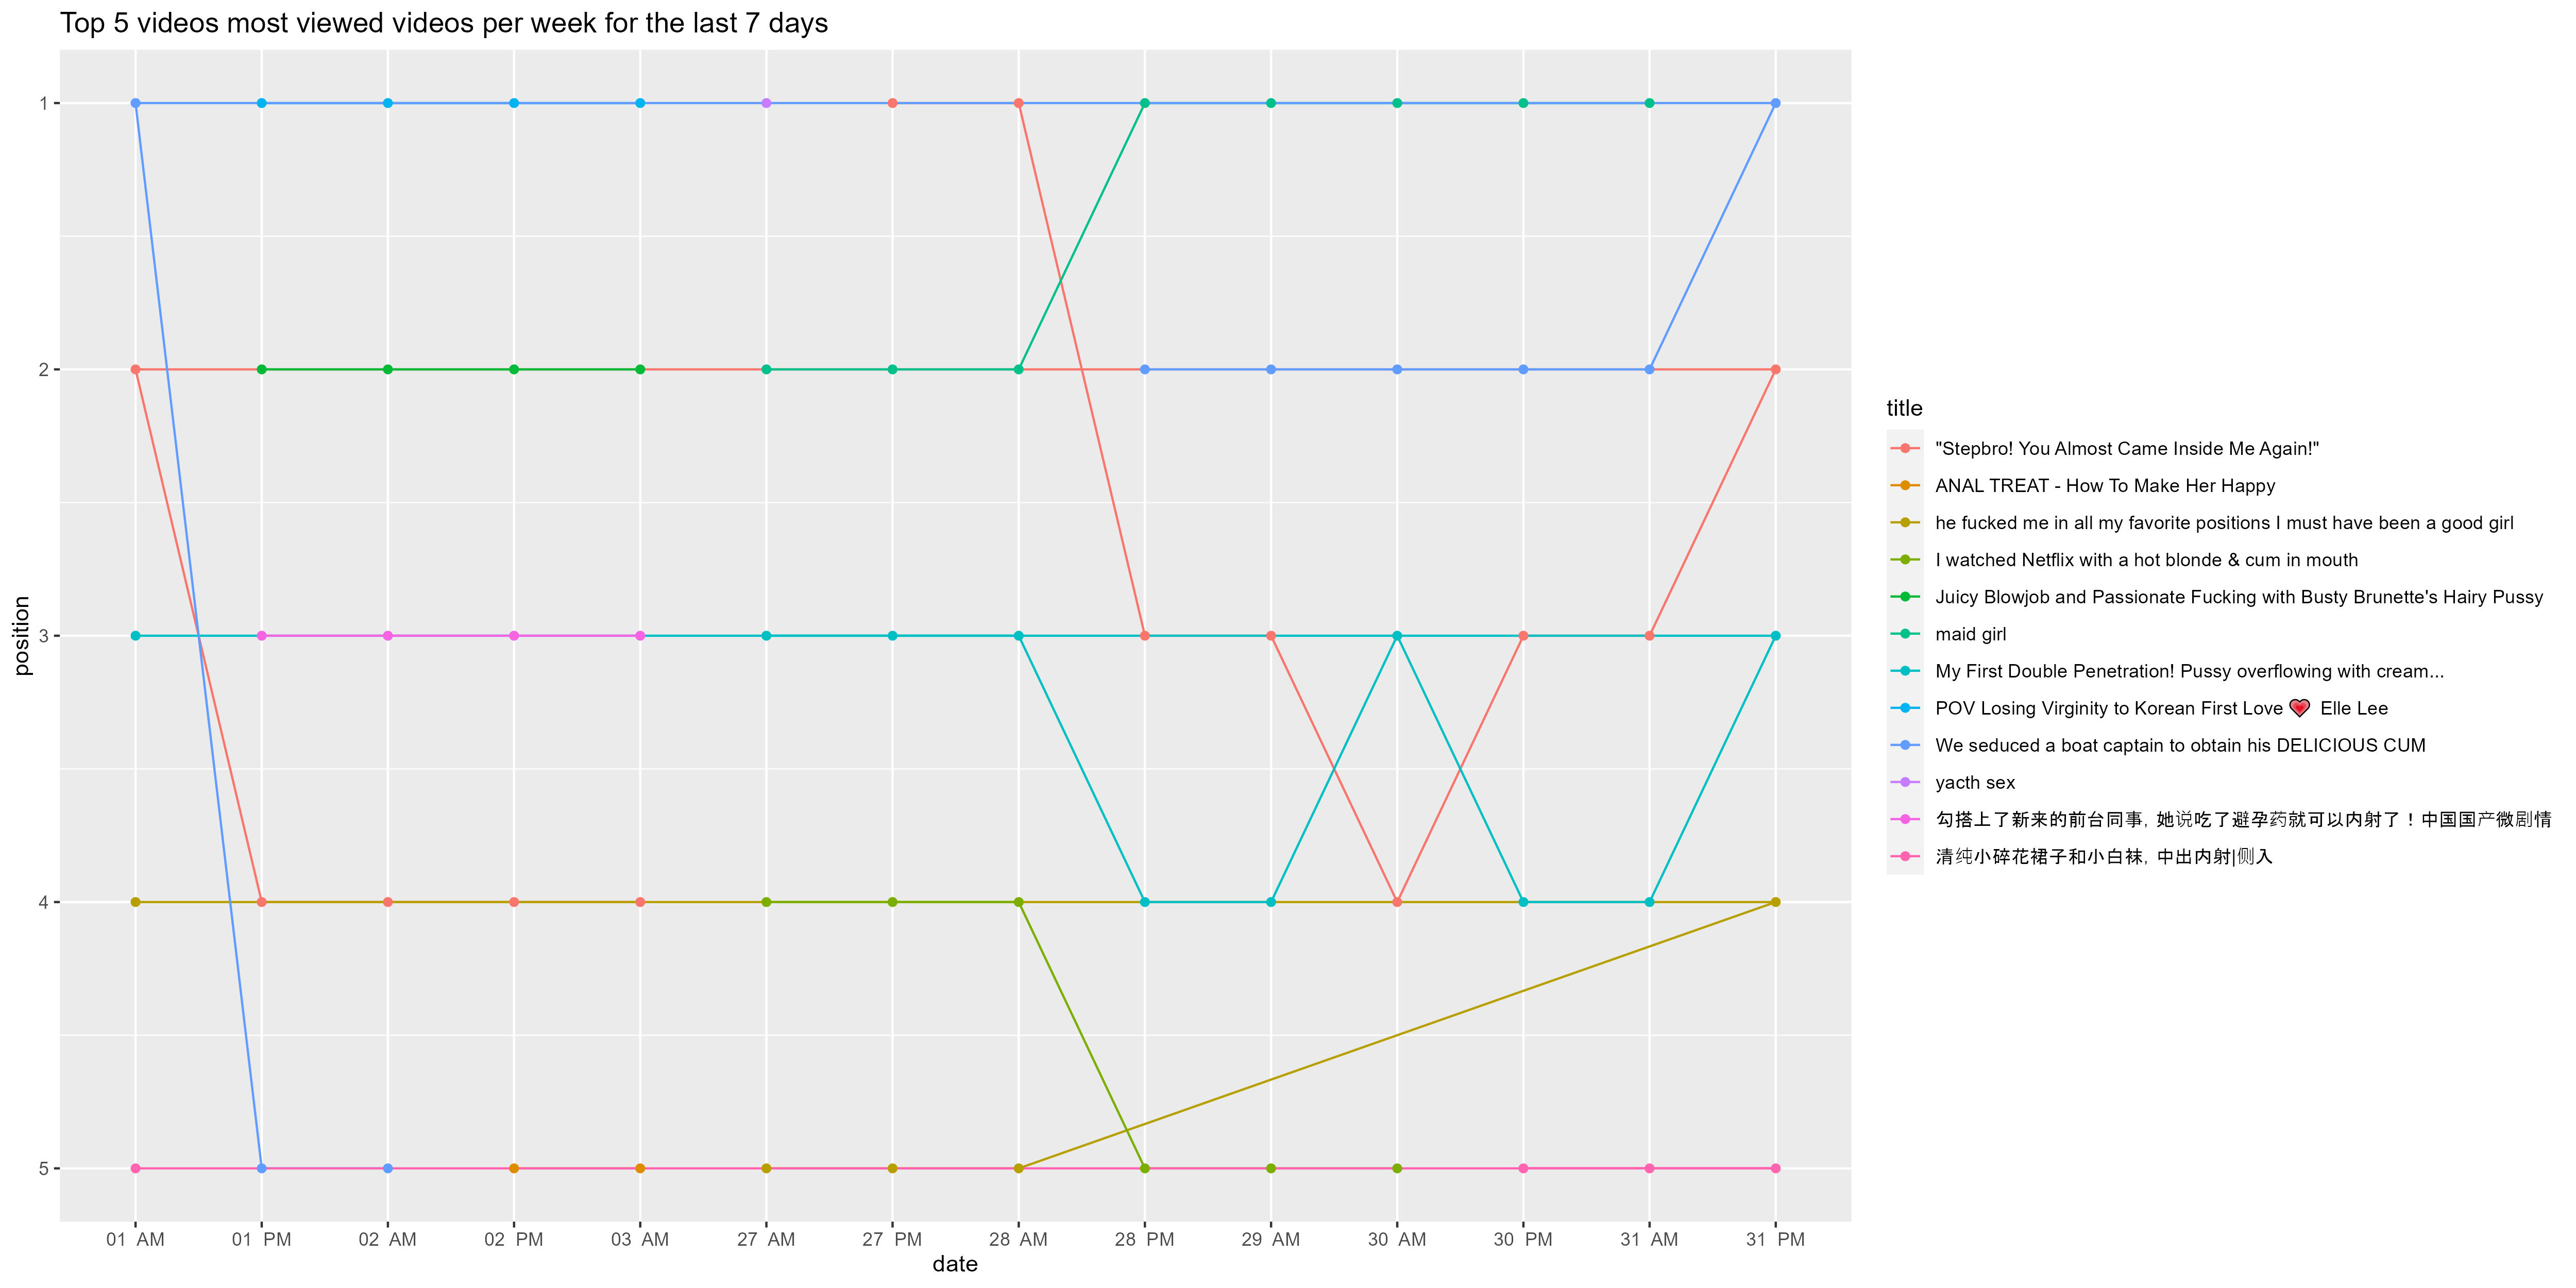 Top 5 videos most viewed videos per week for the last 7 days
position
1
2
3
4
5
01 AM 01 PM 02 AM 02 PM 03 AM 27 AM 27 PM 28 AM 28 PM 29 AM 30 AM 30 PM 31 AM 31 PM
date
title
"Stepbro! You Almost Came Inside Me Again!"
ANAL TREAT - How To Make Her Happy
he fucked me in all my favorite positions I must have been a good girl
I watched Netflix with a hot blonde & cum in mouth
Juicy Blowjob and Passionate Fucking with Busty Brunette's Hairy Pussy
maid girl
My First Double Penetration! Pussy overflowing with cream...
POV Losing Virginity to Korean First Love 💗 Elle Lee
We seduced a boat captain to obtain his DELICIOUS CUM
yacth sex
勾搭上了新来的前台同事, 她说吃了避孕药就可以内射了！中国国产微剧情
清纯小碎花裙子和小白袜, 中出内射|侧入